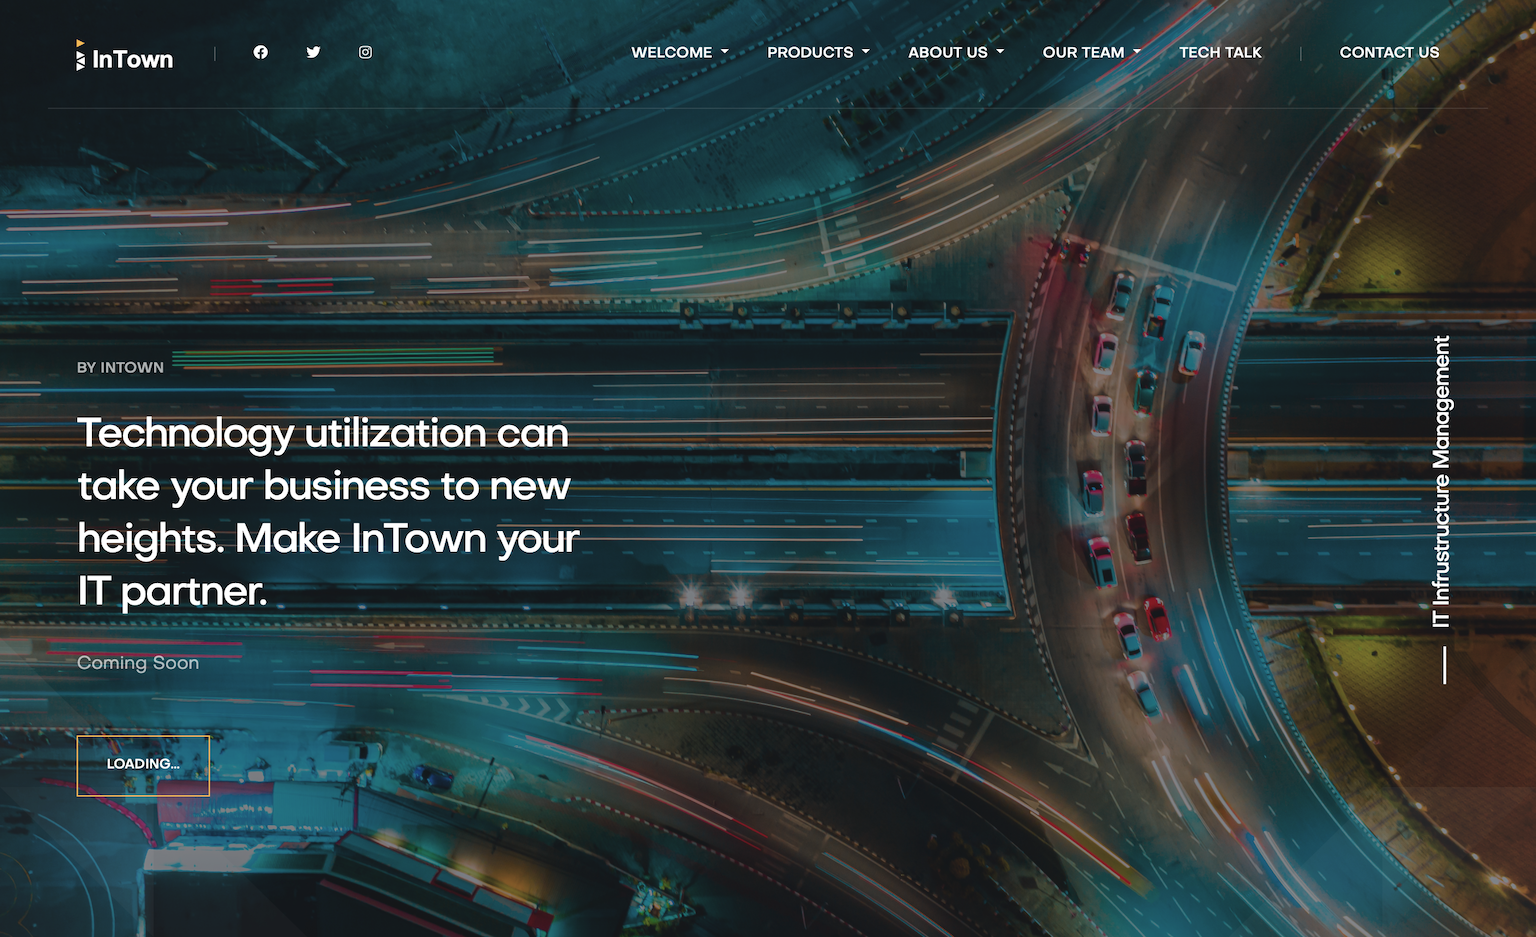 InTown
WELCOME
PRODUCTS
ABOUT US
OUR TEAM
TECH TALK
CONTACT US
BY INTOWN
Technology utilization can
take your business to new
heights. Make InTown your
IT partner.
Coming Soon
LOADING...
IT Infrustructure Management